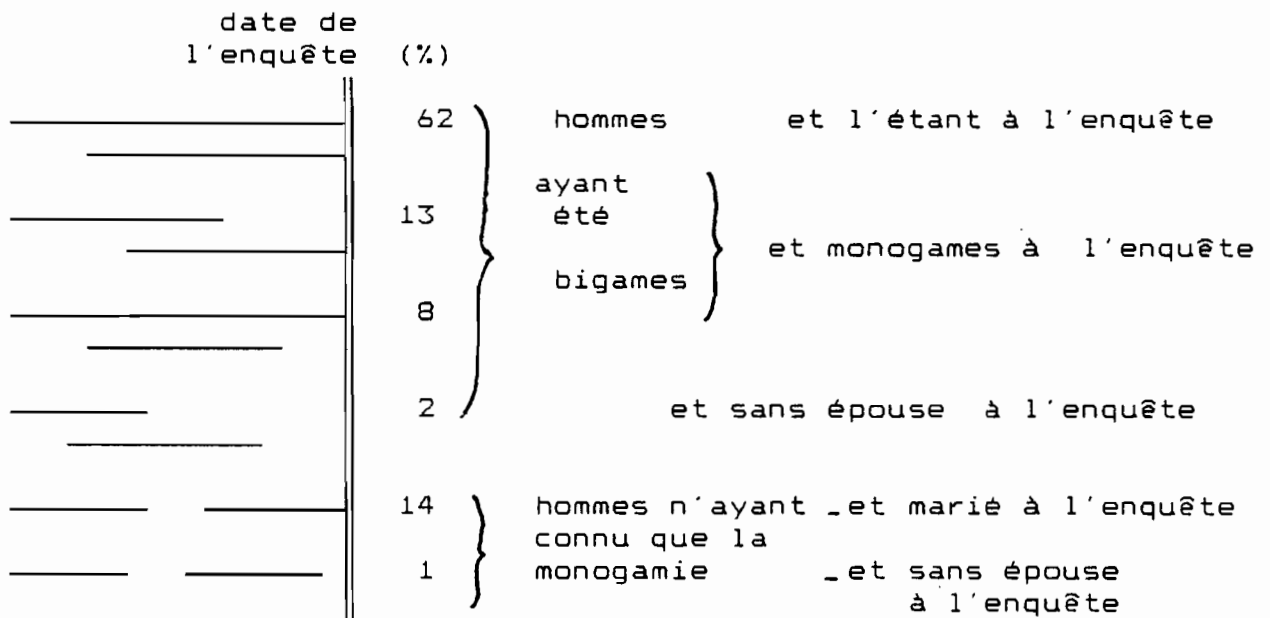 date de
l'enquête (%)
62 hommes et l'étant à l'enquête
ayant
13 été
et monogames à l'enquête
bigames
8
2 et sans épouse à l'enquête
14 hommes n'ayant _et marié à l'enquête
connu que la
1 monogamie _et sans épouse
à l'enquête